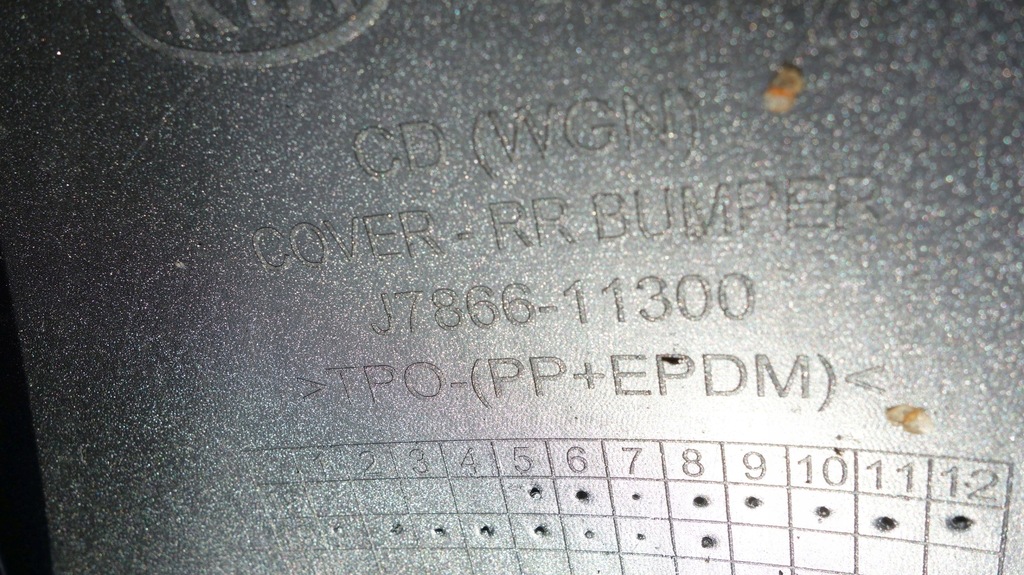 KIA
CD (WGN)
COVER - RR BUMPER
J7866-11300
>TPO-(PP+EPDM)<
1 2 3 4 5 6 7 8 9 10 11 12